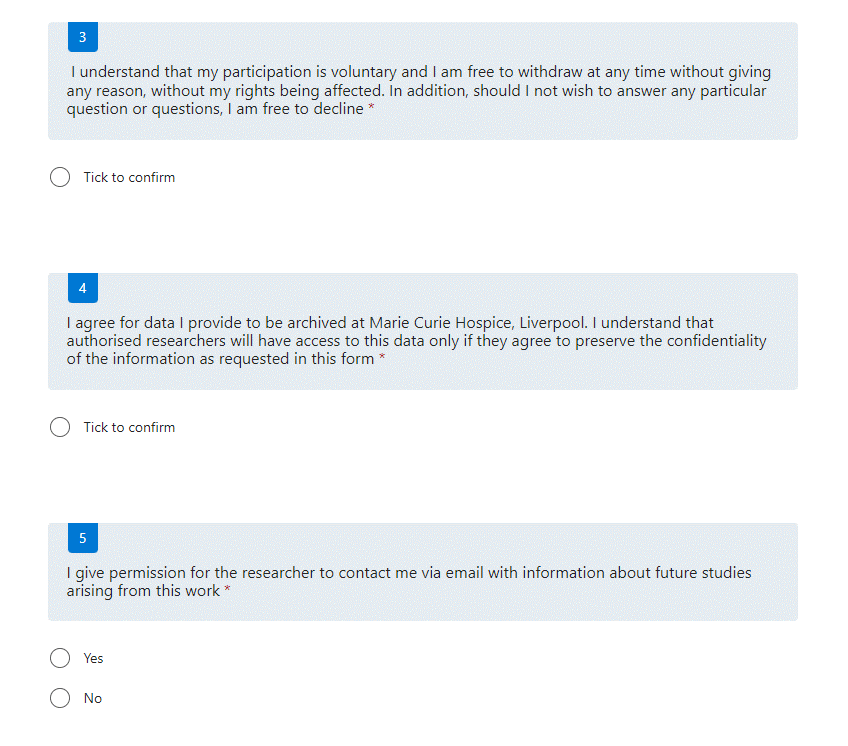 3
I understand that my participation is voluntary and I am free to withdraw at any time without giving
any reason, without my rights being affected. In addition, should I not wish to answer any particular
question or questions, I am free to decline *
Tick to confirm
4
I agree for data I provide to be archived at Marie Curie Hospice, Liverpool. I understand that
authorised researchers will have access to this data only if they agree to preserve the confidentiality
of the information as requested in this form *
Tick to confirm
5
I give permission for the researcher to contact me via email with information about future studies
arising from this work *
Yes
No